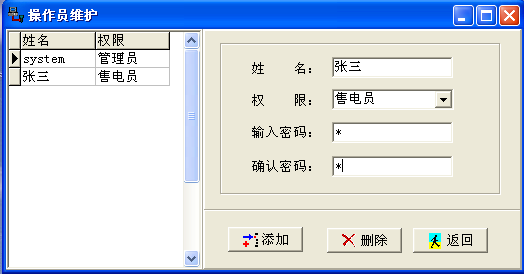 操作员维护
姓名 权限
system 管理员
张三 售电员
姓 名： 张三
权 限： 售电员
输入密码： *
确认密码： *
添加 删除 返回